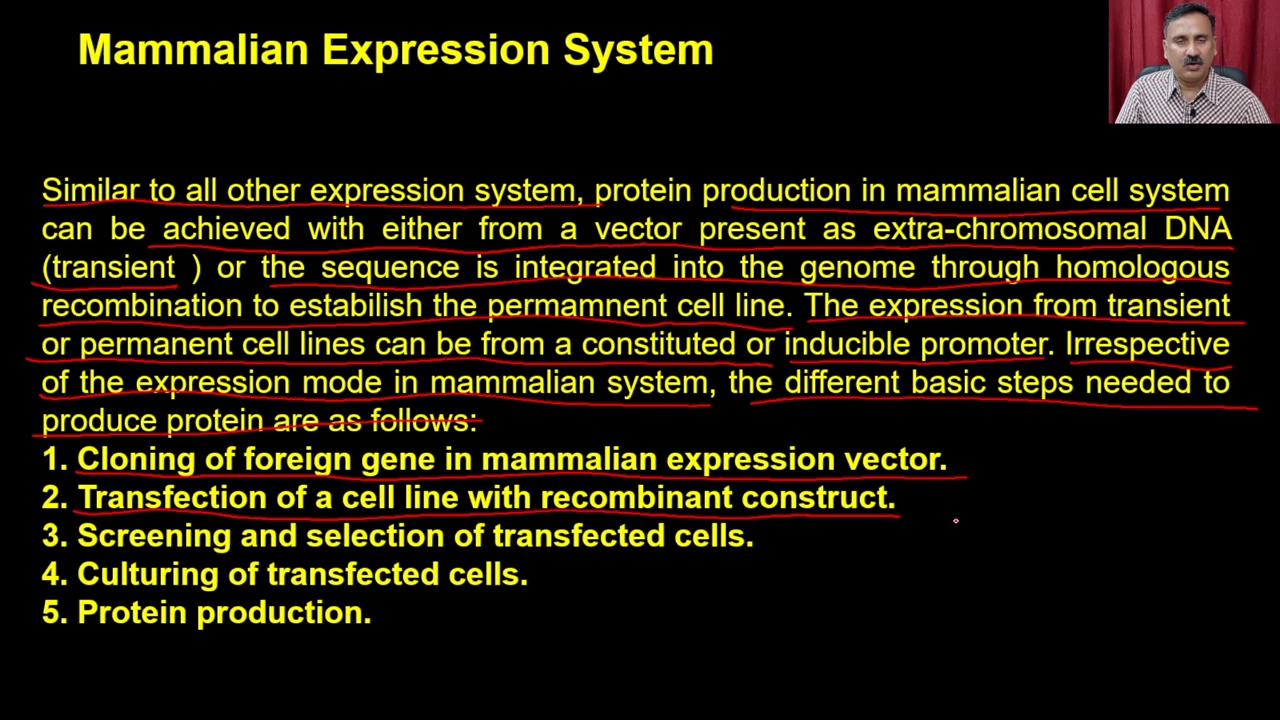 Mammalian Expression System
Similar to all other expression system, protein production in mammalian cell system
can be achieved with either from a vector present as extra-chromosomal DNA
(transient ) or the sequence is integrated into the genome through homologous
recombination to estabilish the permamnent cell line. The expression from transient
or permanent cell lines can be from a constituted or inducible promoter. Irrespective
of the expression mode in mammalian system, the different basic steps needed to
produce protein are as follows:
1. Cloning of foreign gene in mammalian expression vector.
2. Transfection of a cell line with recombinant construct.
3. Screening and selection of transfected cells.
4. Culturing of transfected cells.
5. Protein production.